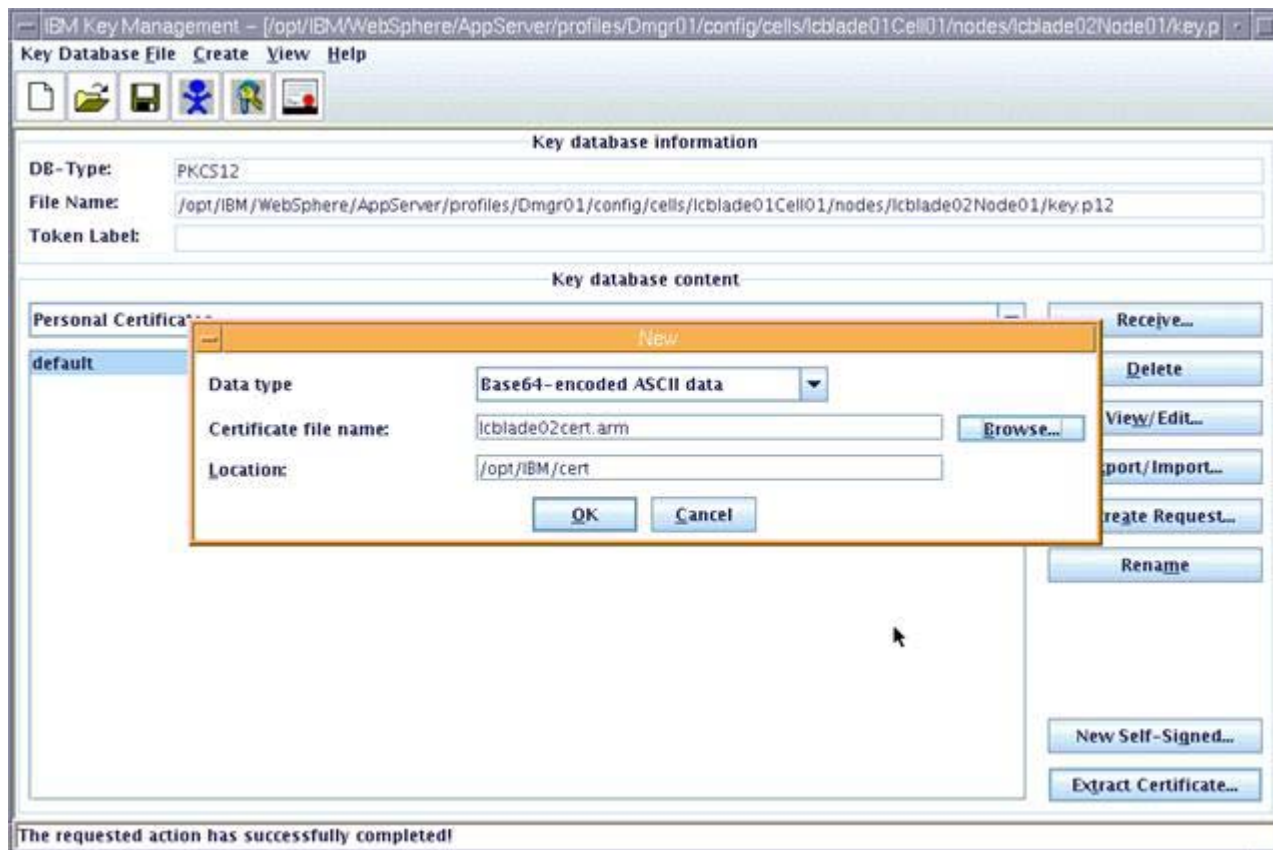 IBM Key Management - [/opt/IBM/WebSphere/AppServer/profiles/Dmgr01/config/cells/lcblade01Cell01/nodes/lcblade02Node01/key.p
Key Database File Create View Help
Key database information
DB-Type: PKCS12
File Name: /opt/IBM/WebSphere/AppServer/profiles/Dmgr01/config/cells/lcblade01Cell01/nodes/lcblade02Node01/key.p12
Token Label:
Key database content
Personal Certificates
Receive...
New
default
Delete
Data type Base64-encoded ASCII data
View/Edit...
Certificate file name: lcblade02cert.arm Browse...
Location: /opt/IBM/cert
port/Import...
OK Cancel
reate Request...
Rename
New Self-Signed...
Extract Certificate...
The requested action has successfully completed!